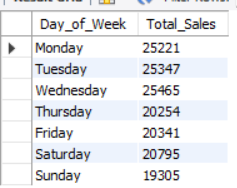 Day_of_Week Total_Sales
Monday 25221
Tuesday 25347
Wednesday 25465
Thursday 20254
Friday 20341
Saturday 20795
Sunday 19305